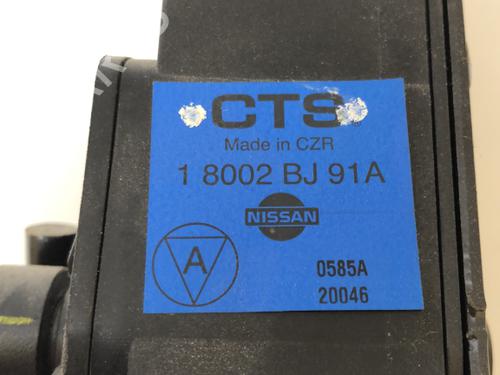 CTS
Made in CZR
1 8002 BJ 91A
NISSAN
A
0585A
20046